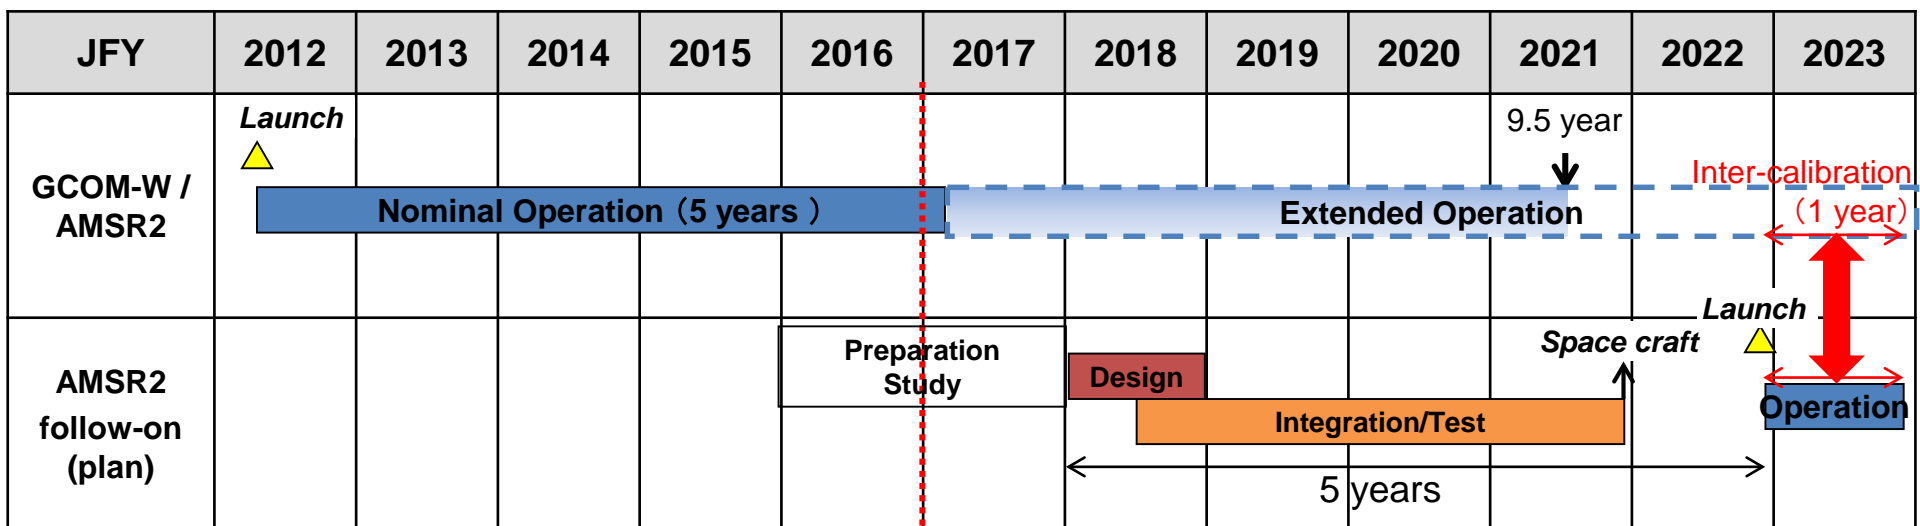 JFY 2012 2013 2014 2015 2016 2017 2018 2019 2020 2021 2022 2023
GCOM-W /
AMSR2
Launch
Nominal Operation（5 years ）
Extended Operation
9.5 year
Inter-calibration
（1 year）
AMSR2
follow-on
(plan)
Preparation
Study
Design
Integration/Test
Space craft
Launch
Operation
5 years